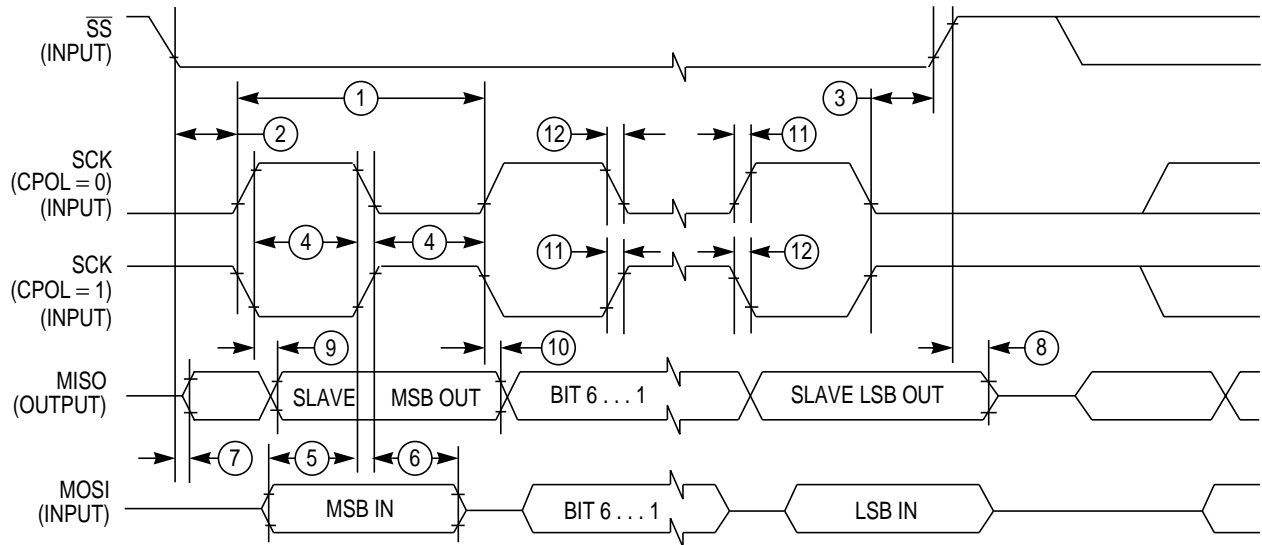 SS
(INPUT)
1
3
2
12
11
SCK
(CPOL = 0)
(INPUT)
4
4
11
12
SCK
(CPOL = 1)
(INPUT)
9
10
8
MISO
(OUTPUT)
SLAVE MSB OUT
BIT 6 . . . 1
SLAVE LSB OUT
7
5
6
MOSI
(INPUT)
MSB IN
BIT 6 . . . 1
LSB IN